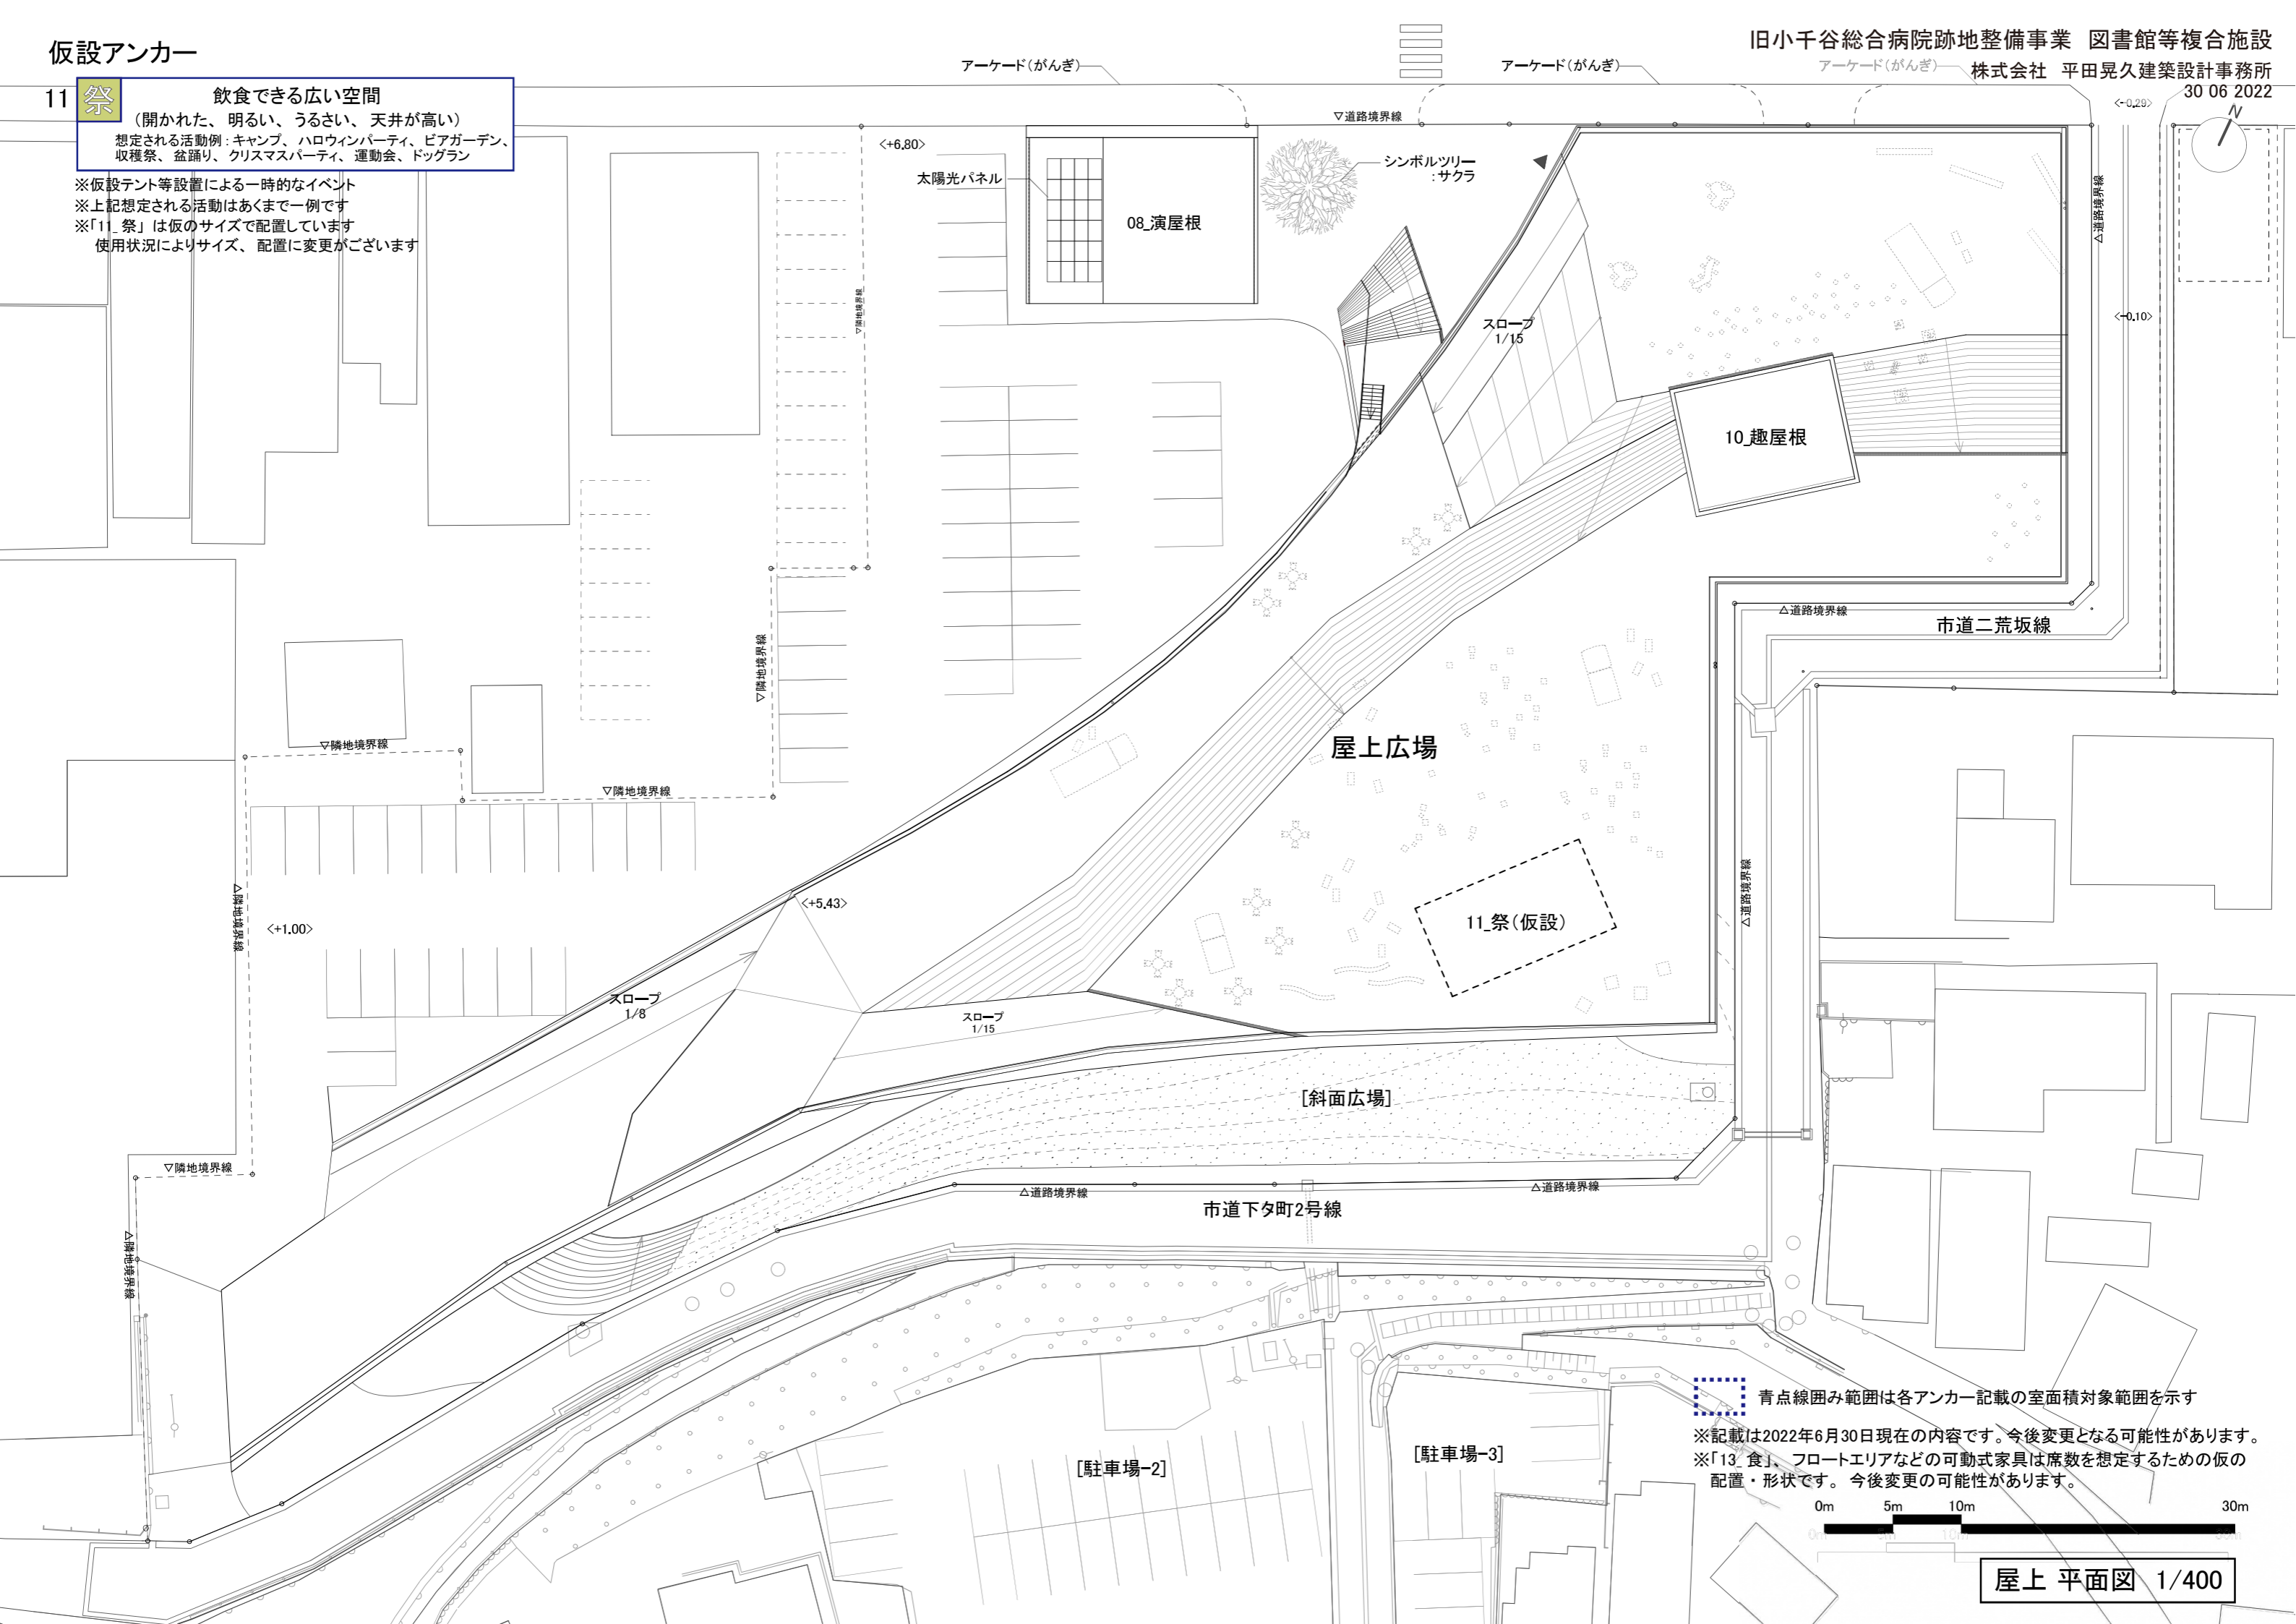 仮設アンカー
11 祭
飲食できる広い空間
（開かれた、明るい、うるさい、天井が高い）
想定される活動例：キャンプ、ハロウィンパーティ、ビアガーデン、
収穫祭、盆踊り、クリスマスパーティ、運動会、ドッグラン
※仮設テント等設置による一時的なイベント
※上記想定される活動はあくまで一例です
※「11_祭」は仮のサイズで配置しています
使用状況によりサイズ、配置に変更がございます
旧小千谷総合病院跡地整備事業 図書館等複合施設
株式会社 平田晃久建築設計事務所
30 06 2022
アーケード（がんぎ）
アーケード（がんぎ）
アーケード（がんぎ）
<-0.29>
N
▽道路境界線
<+6.80>
シンボルツリー
：サクラ
太陽光パネル
08_演屋根
△道路境界線
▽隣地境界線
スロープ
1/15
<-0.10>
10_趣屋根
△道路境界線
市道二荒坂線
▽隣地境界線
▽隣地境界線
屋上広場
▽隣地境界線
△道路境界線
▽隣地境界線
<+5.43>
<+1.00>
11_祭（仮設）
スロープ
1/8
スロープ
1/15
[斜面広場]
▽隣地境界線
△道路境界線
△道路境界線
市道下タ町2号線
△隣地境界線
青点線囲み範囲は各アンカー記載の室面積対象範囲を示す
※記載は2022年6月30日現在の内容です。今後変更となる可能性があります。
※「13_食」、フロートエリアなどの可動式家具は席数を想定するための仮の
配置・形状です。今後変更の可能性があります。
[駐車場-2]
[駐車場-3]
0m 5m 10m 30m
0m 5m 10m 30m
屋上 平面図 1/400